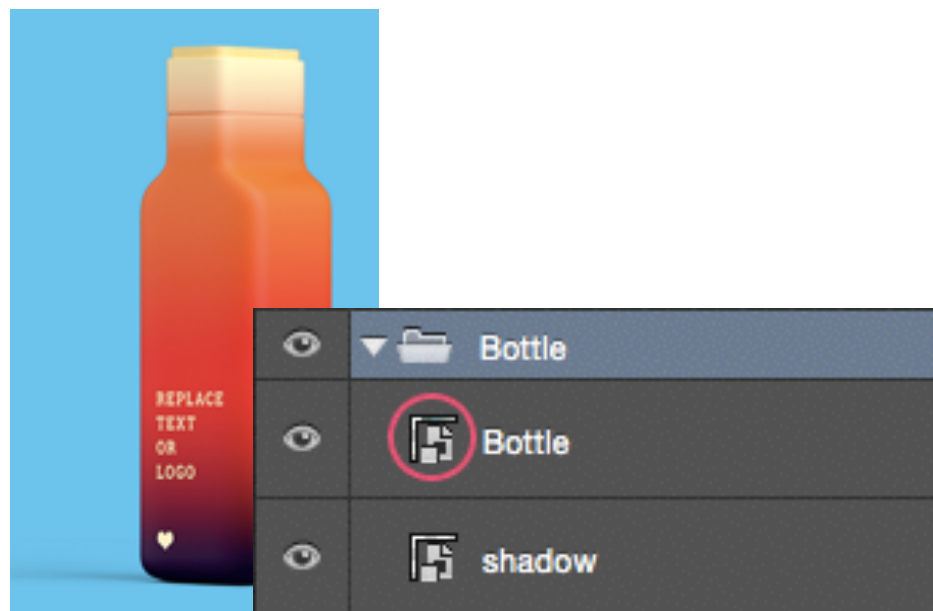 REPLACE
TEXT
OR
LOGO
Bottle
Bottle
shadow